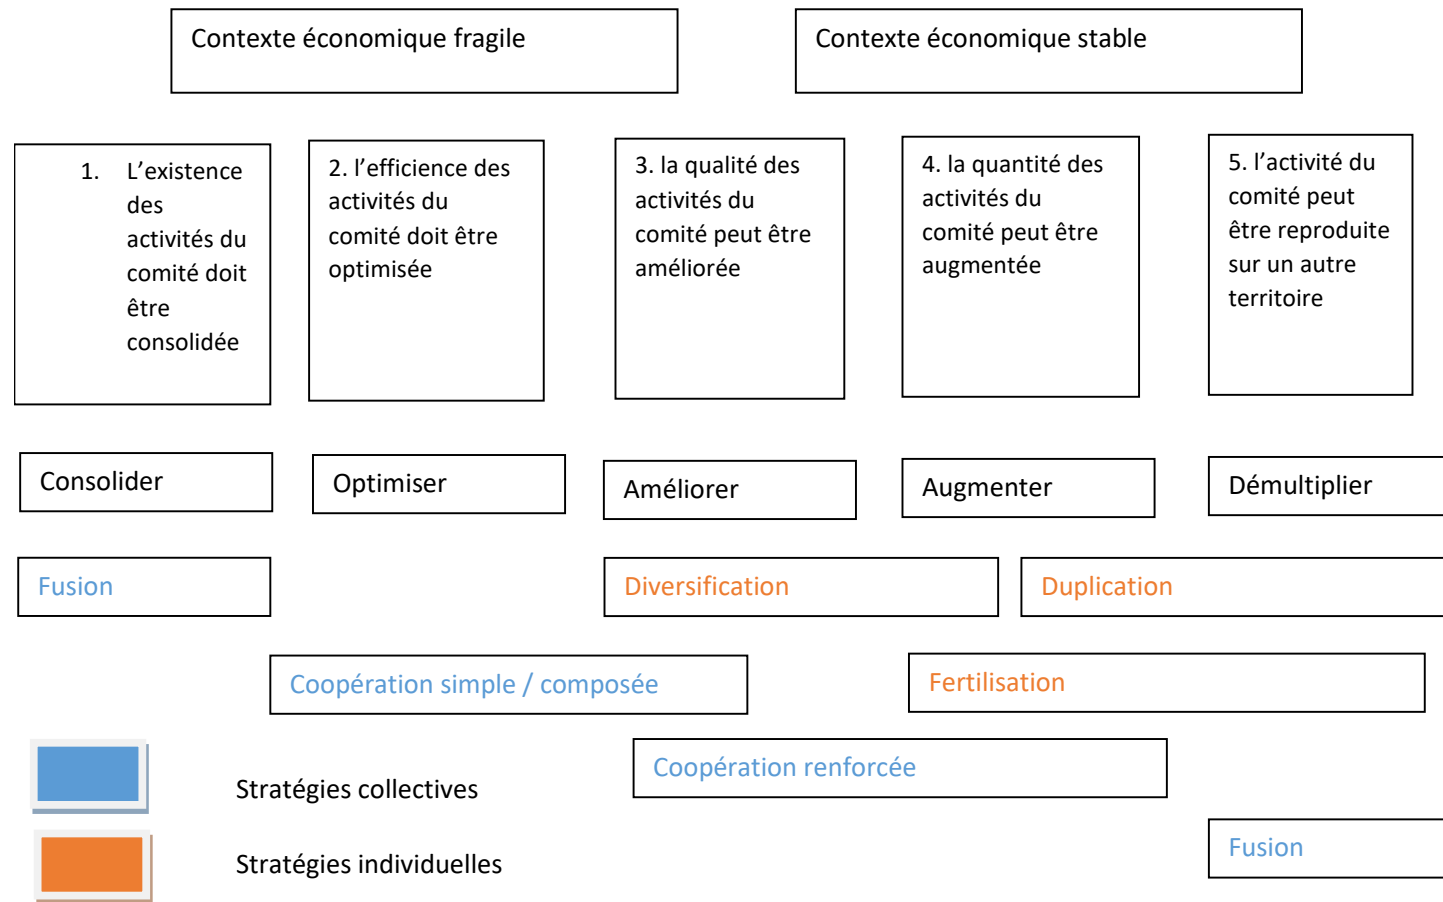 Contexte économique fragile
Contexte économique stable
1. L’existence
des
activités du
comité doit
être
consolidée
2. l’efficience des
activités du
comité doit être
optimisée
3. la qualité des
activités du
comité peut être
améliorée
4. la quantité des
activités du
comité peut être
augmentée
5. l’activité du
comité peut
être reproduite
sur un autre
territoire
Consolider
Optimiser
Améliorer
Augmenter
Démultiplier
Fusion
Diversification
Duplication
Coopération simple / composée
Fertilisation
Coopération renforcée
Stratégies collectives
Fusion
Stratégies individuelles